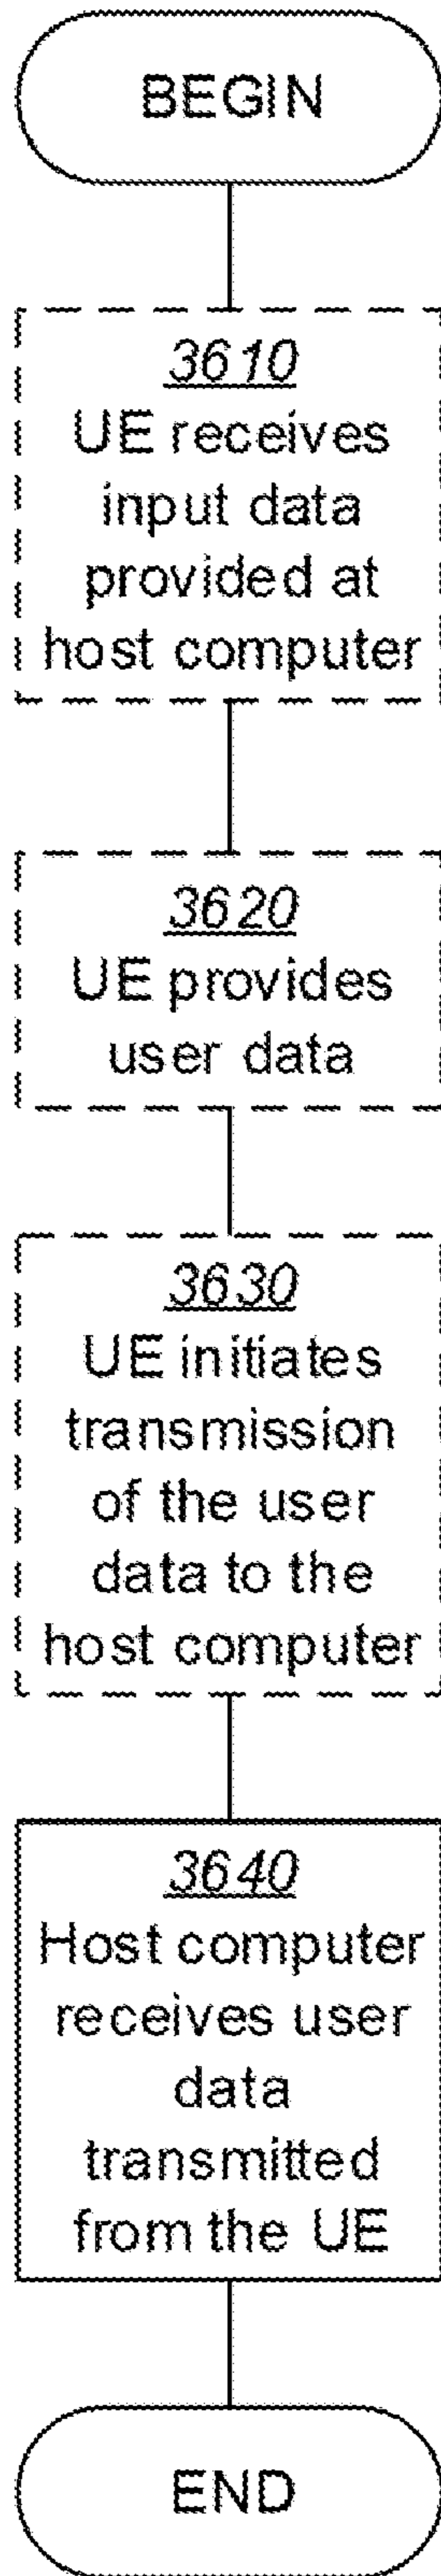 BEGIN
3610
UE receives
input data
provided at
host computer
3620
UE provides
user data
3630
UE initiates
transmission
of the user
data to the
host computer
3640
Host computer
receives user
data
transmitted
from the UE
END